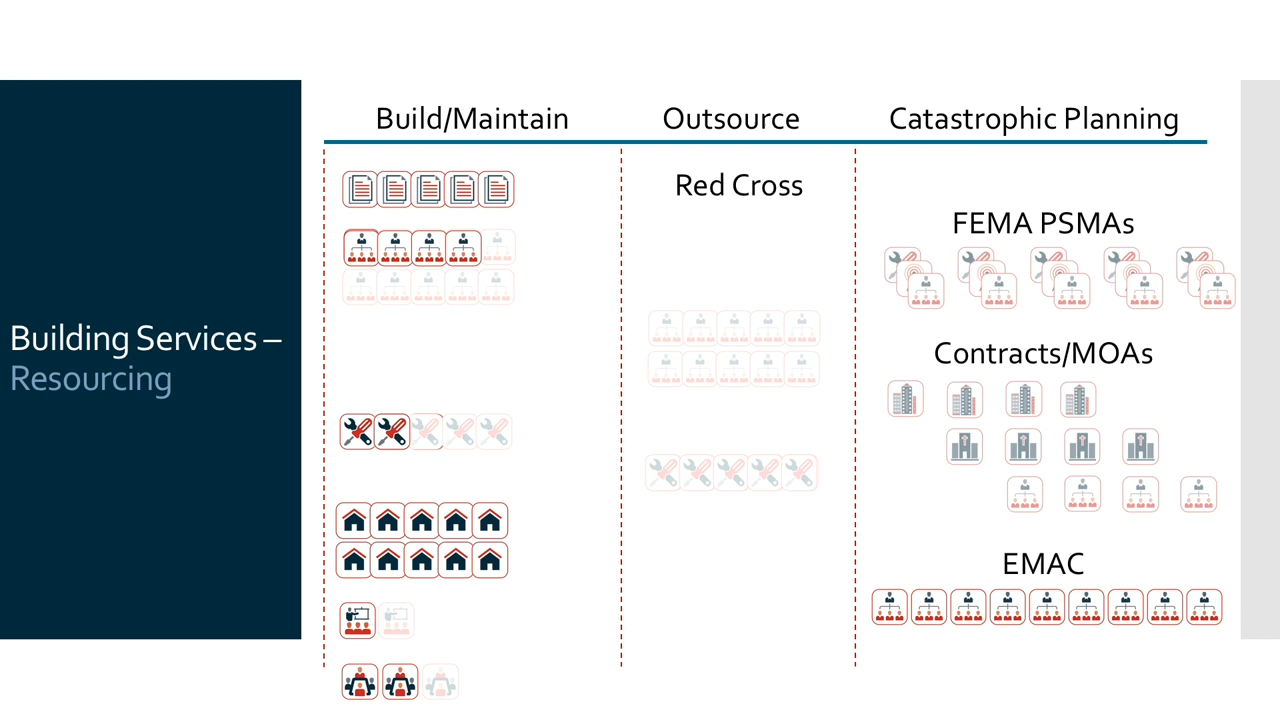 Building Services –
Resourcing
Build/Maintain
Outsource
Catastrophic Planning
Red Cross
FEMA PSMAs
Contracts/MOAs
EMAC